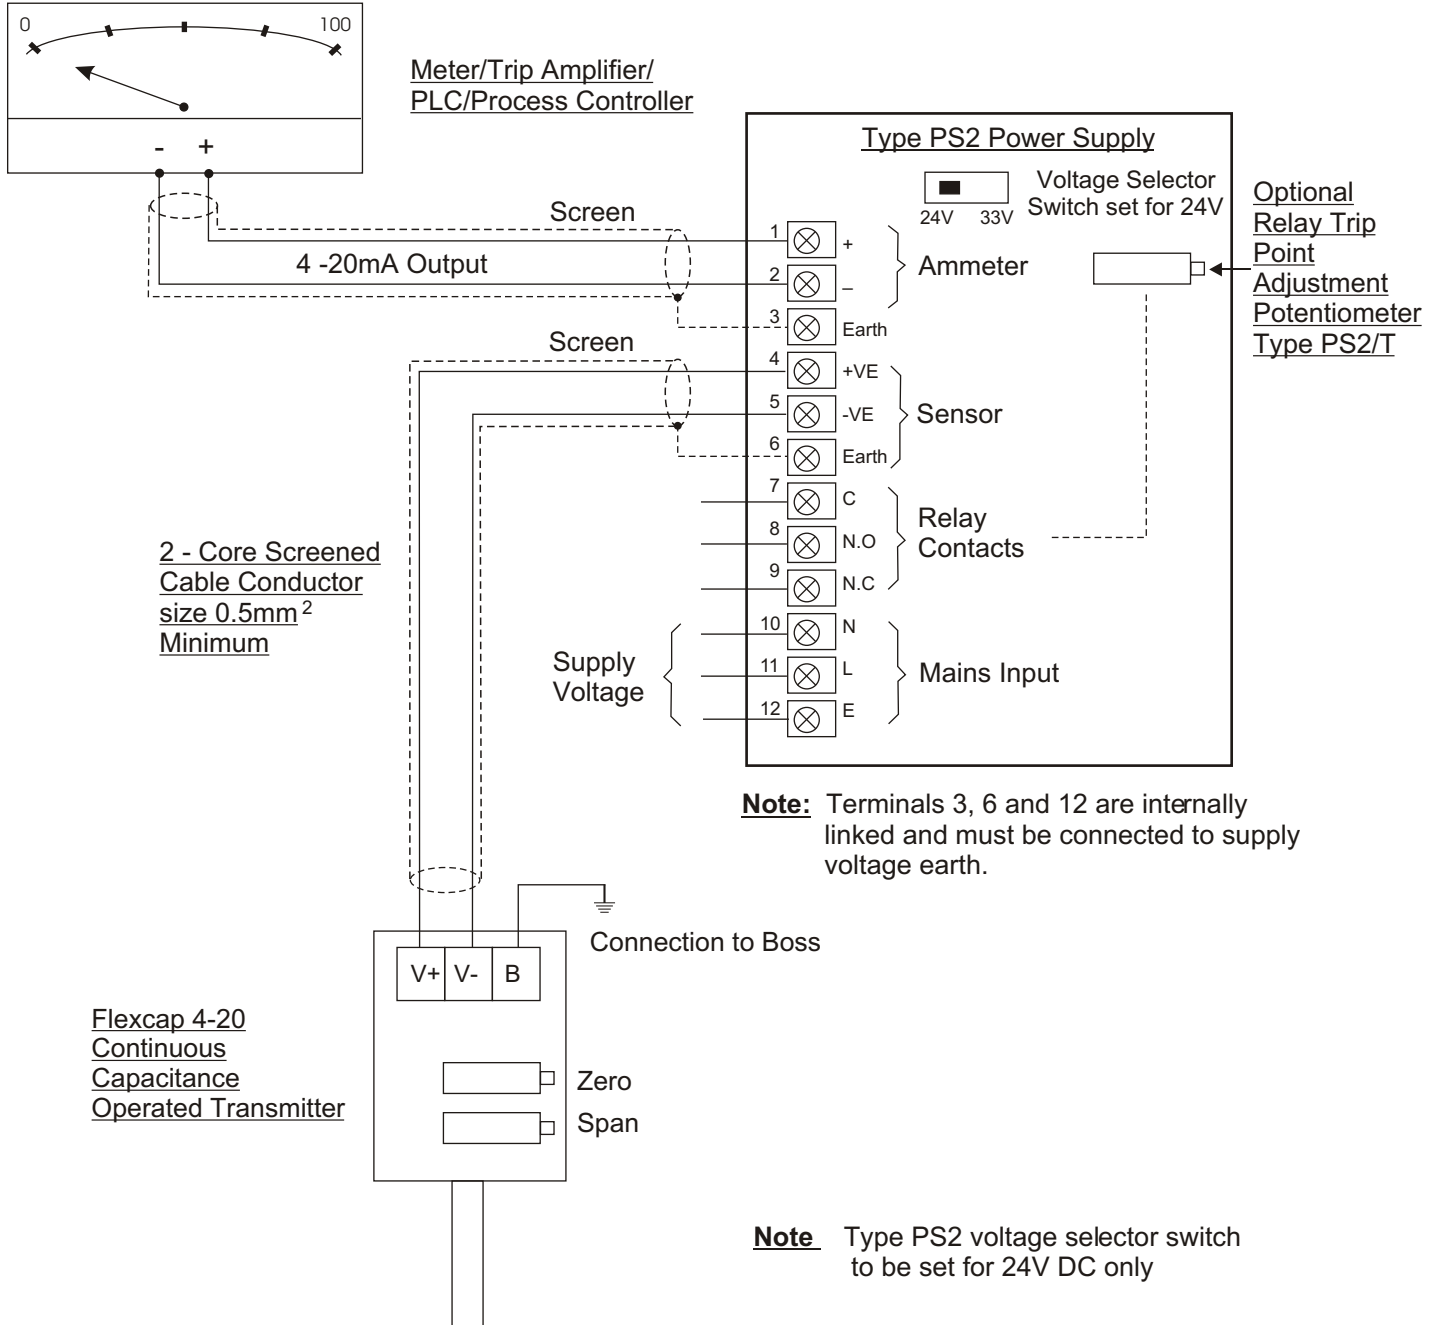 0 100
- +
Meter/Trip Amplifier/
PLC/Process Controller
Type PS2 Power Supply
24V 33V
Voltage Selector
Switch set for 24V
Optional
Relay Trip
Point
Adjustment
Potentiometer
Type PS2/T
Screen
4 -20mA Output
1 +
2 –
Ammeter
3 Earth
Screen
4 +VE
5 -VE
Sensor
6 Earth
7 C
8 N.O
9 N.C
Relay
Contacts
10 N
11 L
12 E
Mains Input
Supply
Voltage
2 - Core Screened
Cable Conductor
size 0.5mm 2
Minimum
Note: Terminals 3, 6 and 12 are internally
linked and must be connected to supply
voltage earth.
Connection to Boss
V+ V- B
Flexcap 4-20
Continuous
Capacitance
Operated Transmitter
Zero
Span
Note Type PS2 voltage selector switch
to be set for 24V DC only